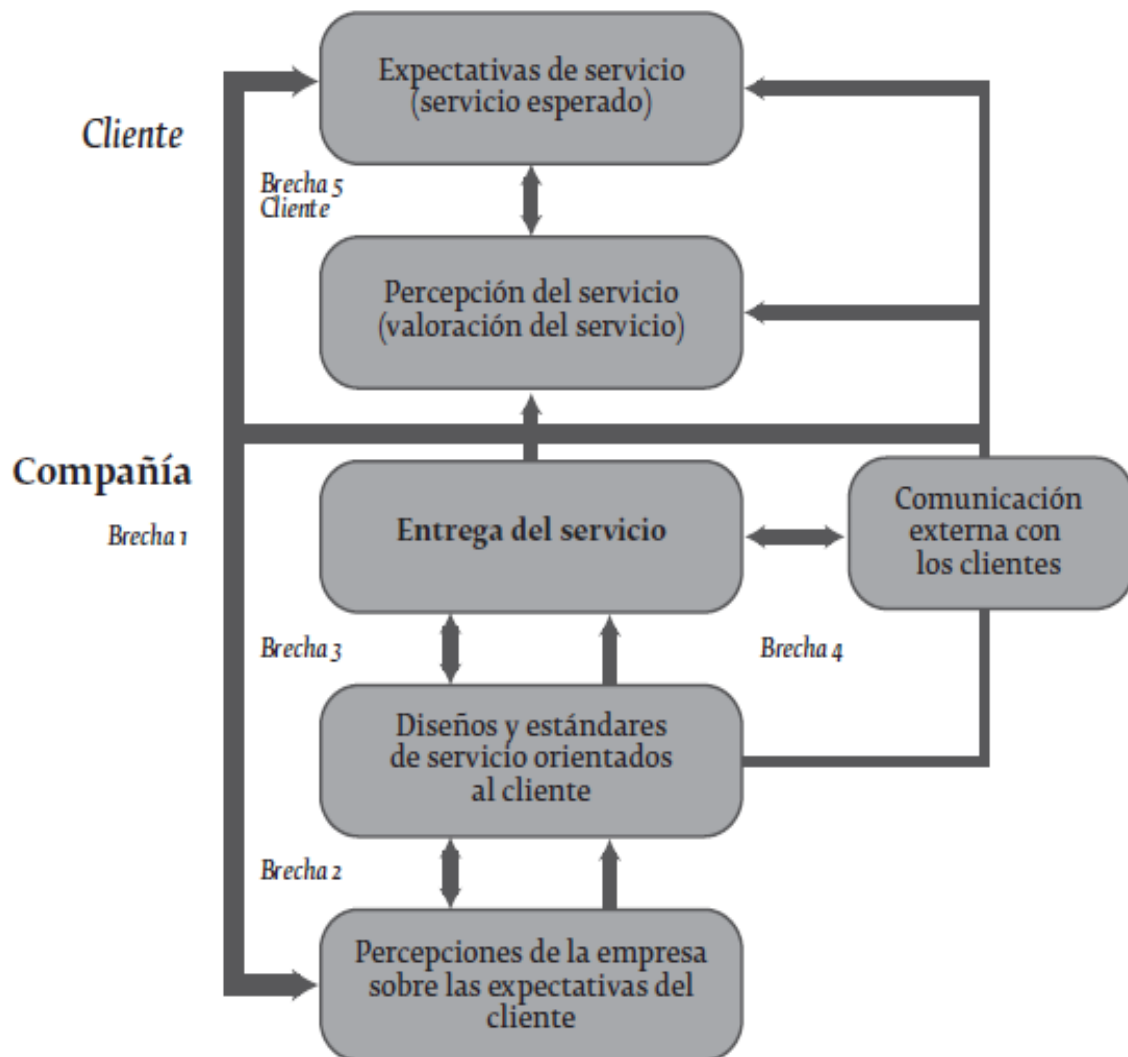 Expectativas de servicio
(servicio esperado)
Cliente
Brecha 5
Cliente
Percepción del servicio
(valoración del servicio)
Compañía
Brecha 1
Entrega del servicio
Comunicación
externa con
los clientes
Brecha 3
Brecha 4
Diseños y estándares
de servicio orientados
al cliente
Brecha 2
Percepciones de la empresa
sobre las expectativas del
cliente